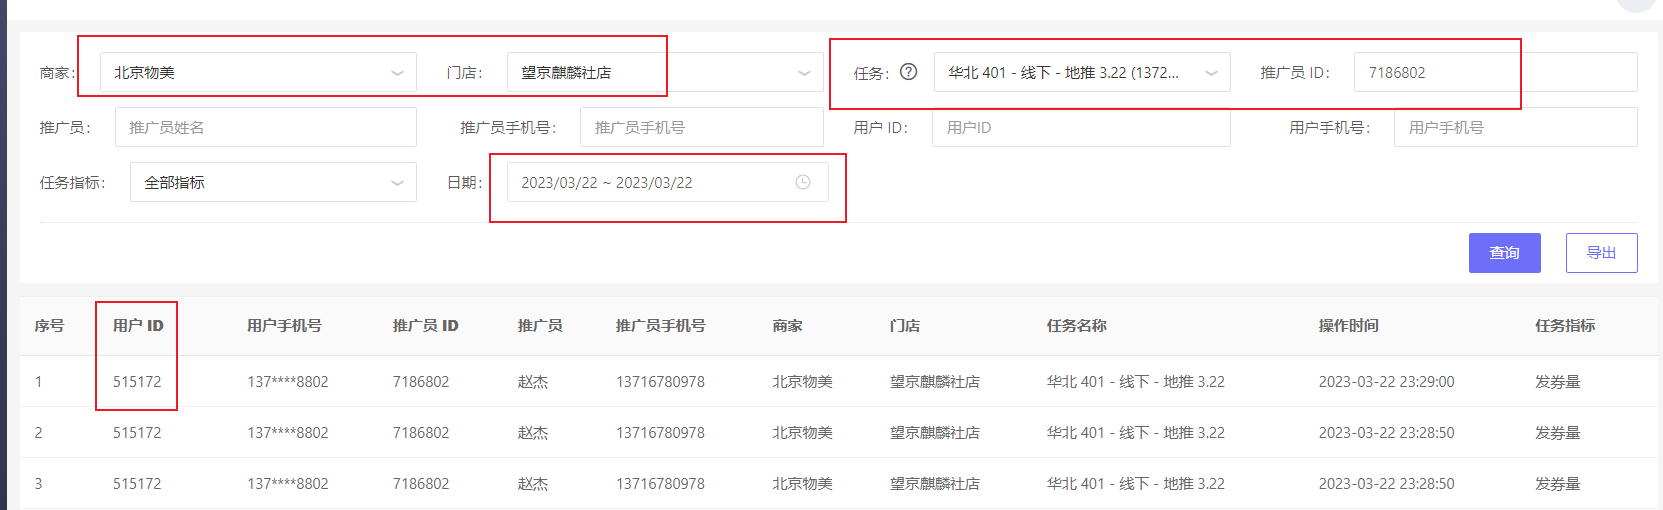 商家： 北京物美 门店： 望京麒麟社店 任务： ? 华北 401 - 线下 - 地推 3.22 (1372... 推广员 ID： 7186802
推广员： 推广员姓名 推广员手机号： 推广员手机号 用户 ID： 用户ID 用户手机号： 用户手机号
任务指标： 全部指标 日期： 2023/03/22 ~ 2023/03/22
查询 导出
序号 用户 ID 用户手机号 推广员 ID 推广员 推广员手机号 商家 门店 任务名称 操作时间 任务指标
1 515172 137****8802 7186802 赵杰 13716780978 北京物美 望京麒麟社店 华北 401 - 线下 - 地推 3.22 2023-03-22 23:29:00 发券量
2 515172 137****8802 7186802 赵杰 13716780978 北京物美 望京麒麟社店 华北 401 - 线下 - 地推 3.22 2023-03-22 23:28:50 发券量
3 515172 137****8802 7186802 赵杰 13716780978 北京物美 望京麒麟社店 华北 401 - 线下 - 地推 3.22 2023-03-22 23:28:50 发券量